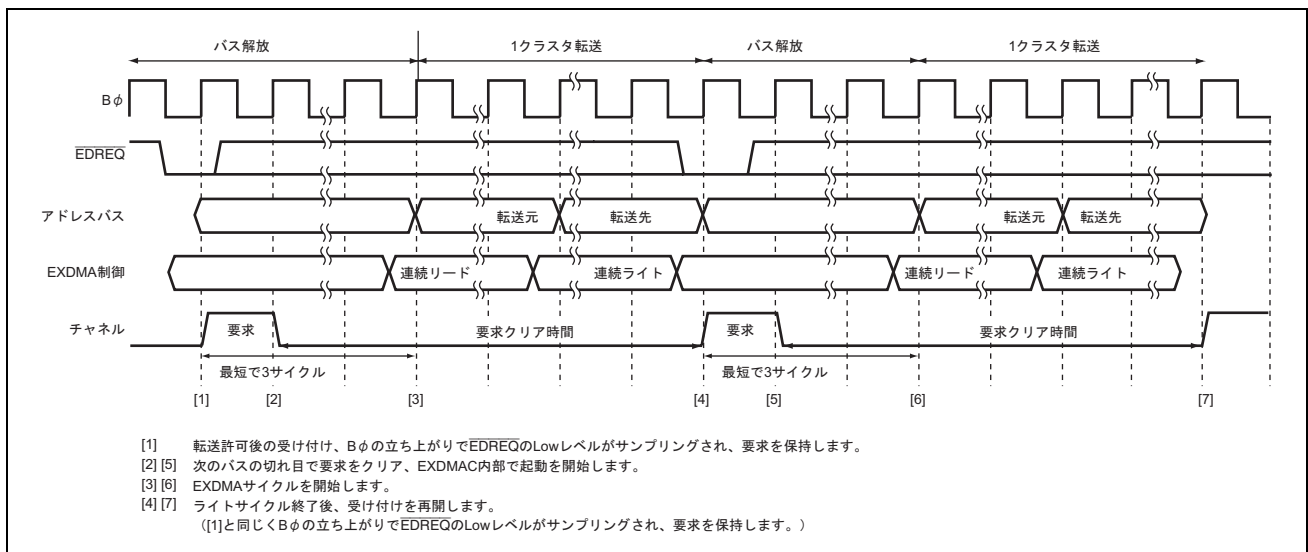 バス解放 1クラスタ転送 バス解放 1クラスタ転送
Bφ
EDREQ
アドレスバス 転送元 転送先 転送元 転送先
EXDMA制御 連続リード 連続ライト 連続リード 連続ライト
チャネル 要求 要求クリア時間 要求 要求クリア時間
最短で3サイクル 最短で3サイクル
[1] [2] [3] [4] [5] [6] [7]
[1] 転送許可後の受け付け、Bφの立ち上がりでEDREQのLowレベルがサンプリングされ、要求を保持します。
[2] [5] 次のバスの切れ目で要求をクリア、EXDMAC内部で起動を開始します。
[3] [6] EXDMAサイクルを開始します。
[4] [7] ライトサイクル終了後、受け付けを再開します。
（[1]と同じくBφの立ち上がりでEDREQのLowレベルがサンプリングされ、要求を保持します。）